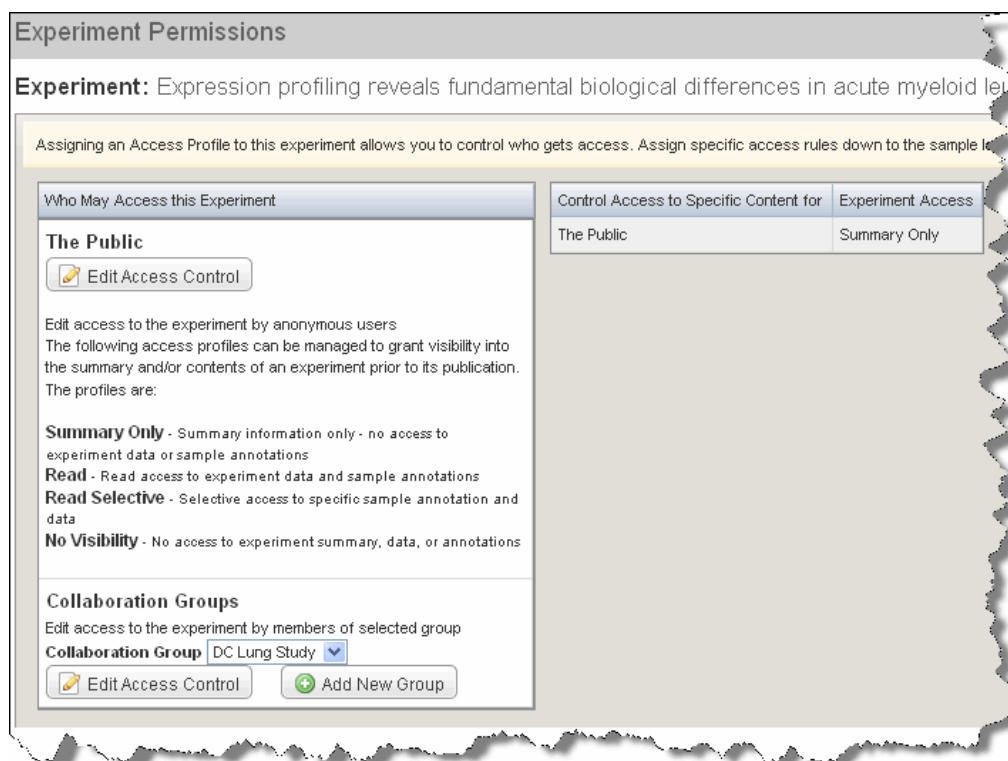 Experiment Permissions
Experiment: Expression profiling reveals fundamental biological differences in acute myeloid
Assigning an Access Profile to this experiment allows you to control who gets access. Assign specific access rules down to the sample
Who May Access this Experiment
The Public
Edit Access Control
Edit access to the experiment by anonymous users
The following access profiles can be managed to grant visibility into
the summary and/or contents of an experiment prior to its publication.
The profiles are:
Summary Only - Summary information only - no access to
experiment data or sample annotations
Read - Read access to experiment data and sample annotations
Read Selective - Selective access to specific sample annotation and
data
No Visibility - No access to experiment summary, data, or annotations
Collaboration Groups
Edit access to the experiment by members of selected group
Collaboration Group DC Lung Study
Edit Access Control Add New Group
Control Access to Specific Content for Experiment Access
The Public Summary Only